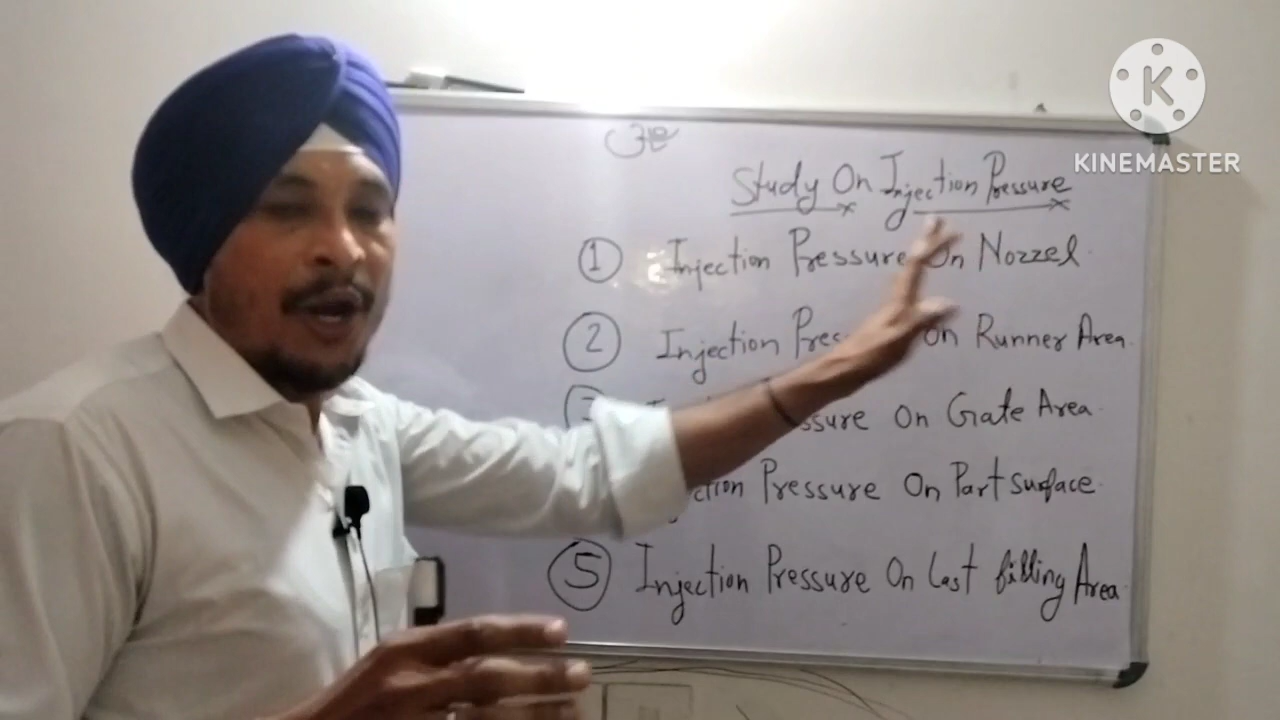 K
KINEMASTER
Study On Injection Pressure
1 Injection Pressure On Nozzel
2 Injection Pres On Runner Area
ssure On Gate Area
ction Pressure On Part surface
5 Injection Pressure On Last filling Area